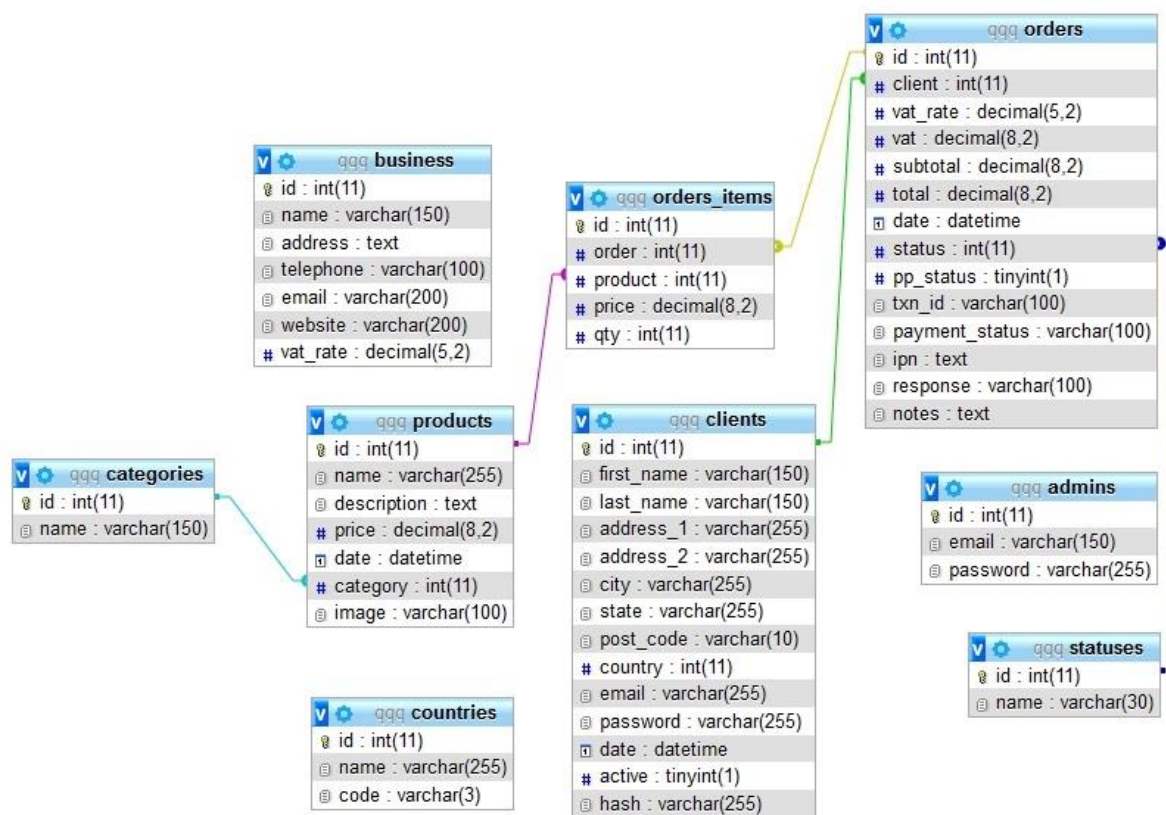 qqq orders
id : int(11)
client : int(11)
vat_rate : decimal(5,2)
vat : decimal(8,2)
subtotal : decimal(8,2)
total : decimal(8,2)
date : datetime
status : int(11)
pp_status : tinyint(1)
txn_id : varchar(100)
payment_status : varchar(100)
ipn : text
response : varchar(100)
notes : text
qqq business
id : int(11)
name : varchar(150)
address : text
telephone : varchar(100)
email : varchar(200)
website : varchar(200)
vat_rate : decimal(5,2)
qqq orders_items
id : int(11)
order : int(11)
product : int(11)
price : decimal(8,2)
qty : int(11)
qqq products
id : int(11)
name : varchar(255)
description : text
price : decimal(8,2)
date : datetime
category : int(11)
image : varchar(100)
qqq clients
id : int(11)
first_name : varchar(150)
last_name : varchar(150)
address_1 : varchar(255)
address_2 : varchar(255)
city : varchar(255)
state : varchar(255)
post_code : varchar(10)
country : int(11)
email : varchar(255)
password : varchar(255)
date : datetime
active : tinyint(1)
hash : varchar(255)
qqq categories
id : int(11)
name : varchar(150)
qqq admins
id : int(11)
email : varchar(150)
password : varchar(255)
qqq statuses
id : int(11)
name : varchar(30)
qqq countries
id : int(11)
name : varchar(255)
code : varchar(3)